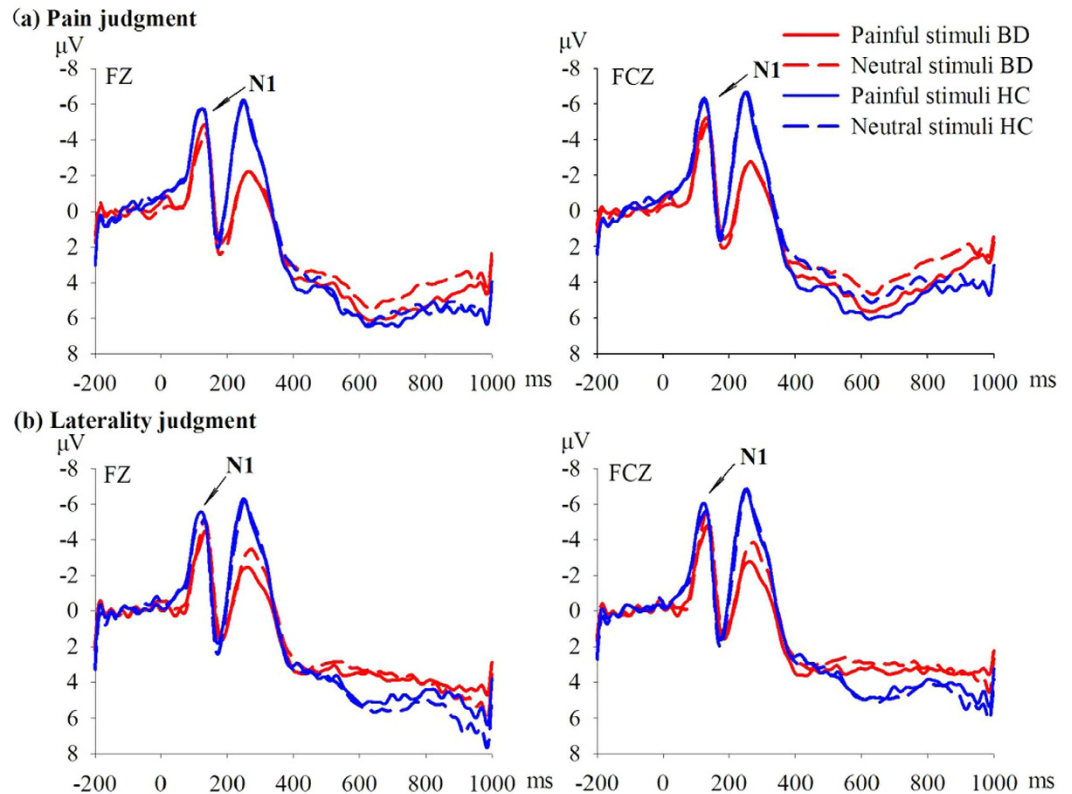 (a) Pain judgment
μV
-8
-6
-4
-2
0
2
4
6
8
FZ
N1
-200 0 200 400 600 800 1000 ms
μV
-8
-6
-4
-2
0
2
4
6
8
FCZ
N1
-200 0 200 400 600 800 1000 ms
Painful stimuli BD
Neutral stimuli BD
Painful stimuli HC
Neutral stimuli HC
(b) Laterality judgment
μV
-8
-6
-4
-2
0
2
4
6
8
FZ
N1
-200 0 200 400 600 800 1000 ms
μV
-8
-6
-4
-2
0
2
4
6
8
FCZ
N1
-200 0 200 400 600 800 1000 ms